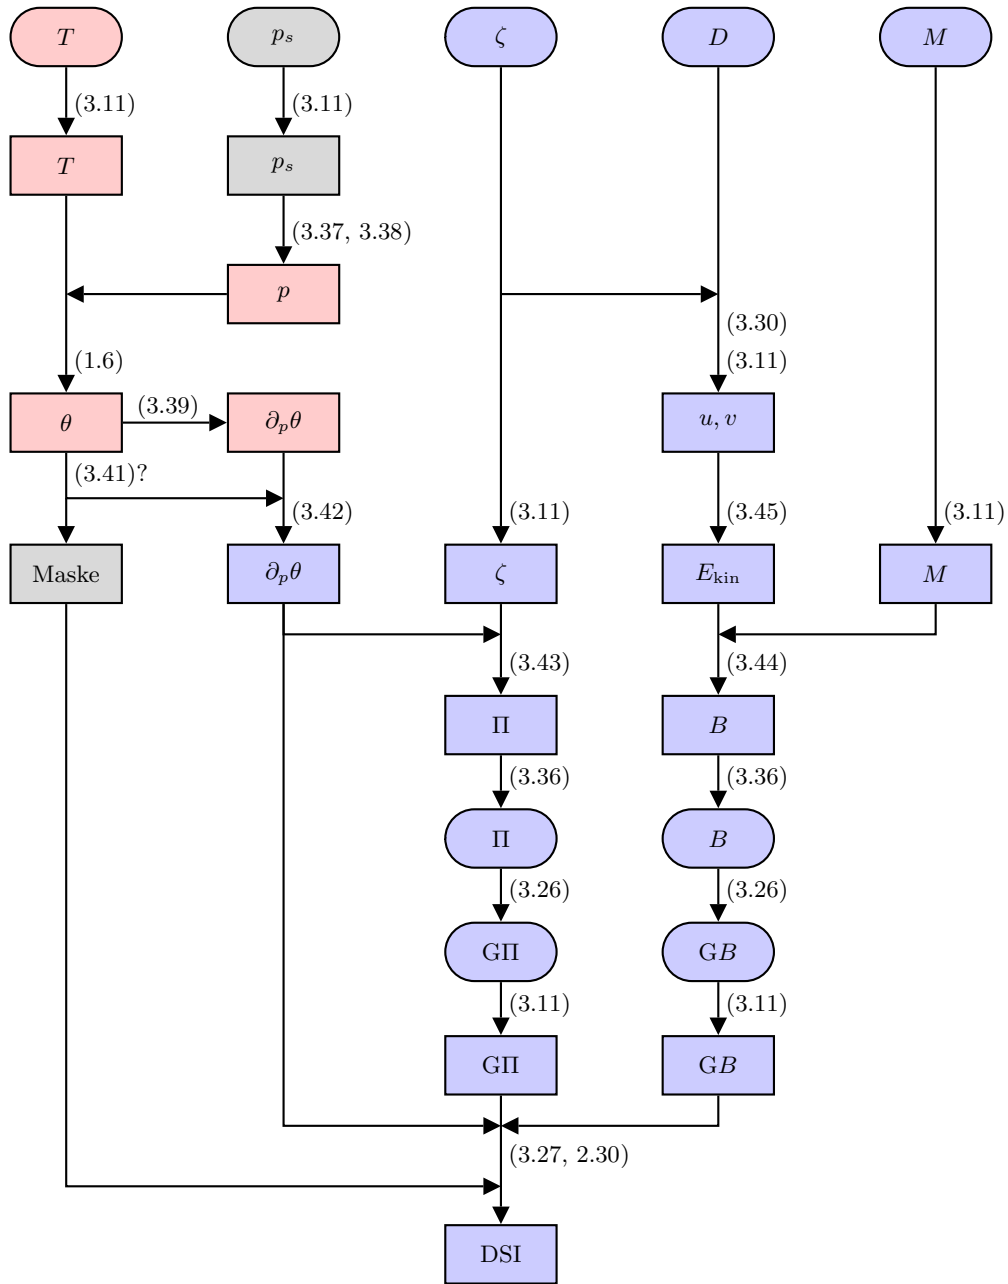 T p_s ζ D M
(3.11) (3.11)
T p_s
(3.37, 3.38)
p
(3.30)
(1.6) (3.11)
θ (3.39) ∂_pθ u, v
(3.41)?
(3.42) (3.11) (3.45) (3.11)
Maske ∂_pθ ζ E_kin M
(3.43) (3.44)
Π B
(3.36) (3.36)
Π B
(3.26) (3.26)
GΠ GB
(3.11) (3.11)
GΠ GB
(3.27, 2.30)
DSI